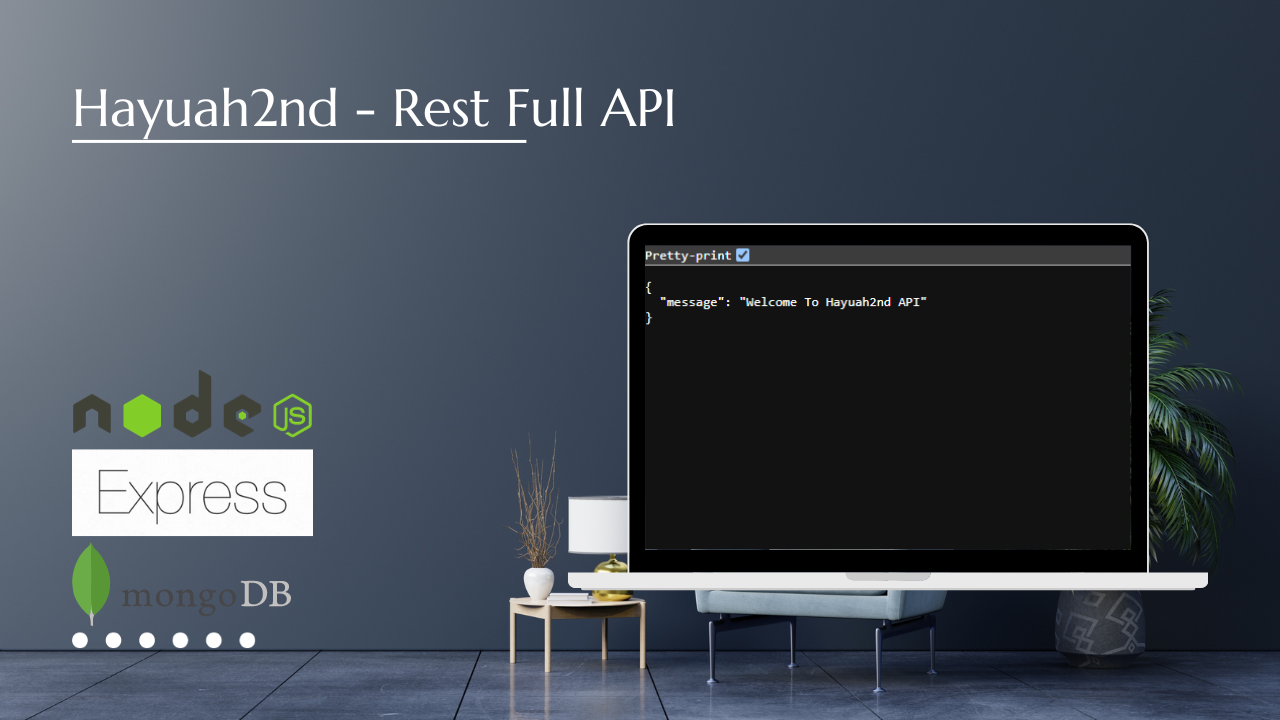 Hayuah2nd - Rest Full API
Pretty-print
{
"message": "Welcome To Hayuah2nd API"
}
node JS
Express
mongoDB